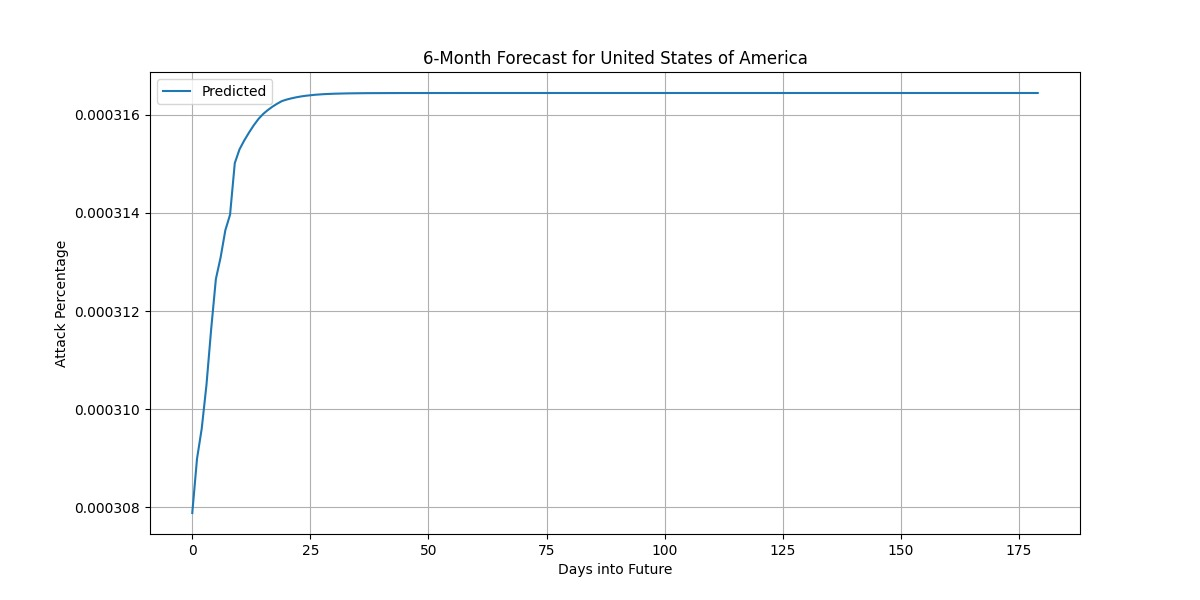 6-Month Forecast for United States of America
Predicted
0.000316
0.000314
0.000312
0.000310
0.000308
Attack Percentage
0 25 50 75 100 125 150 175
Days into Future